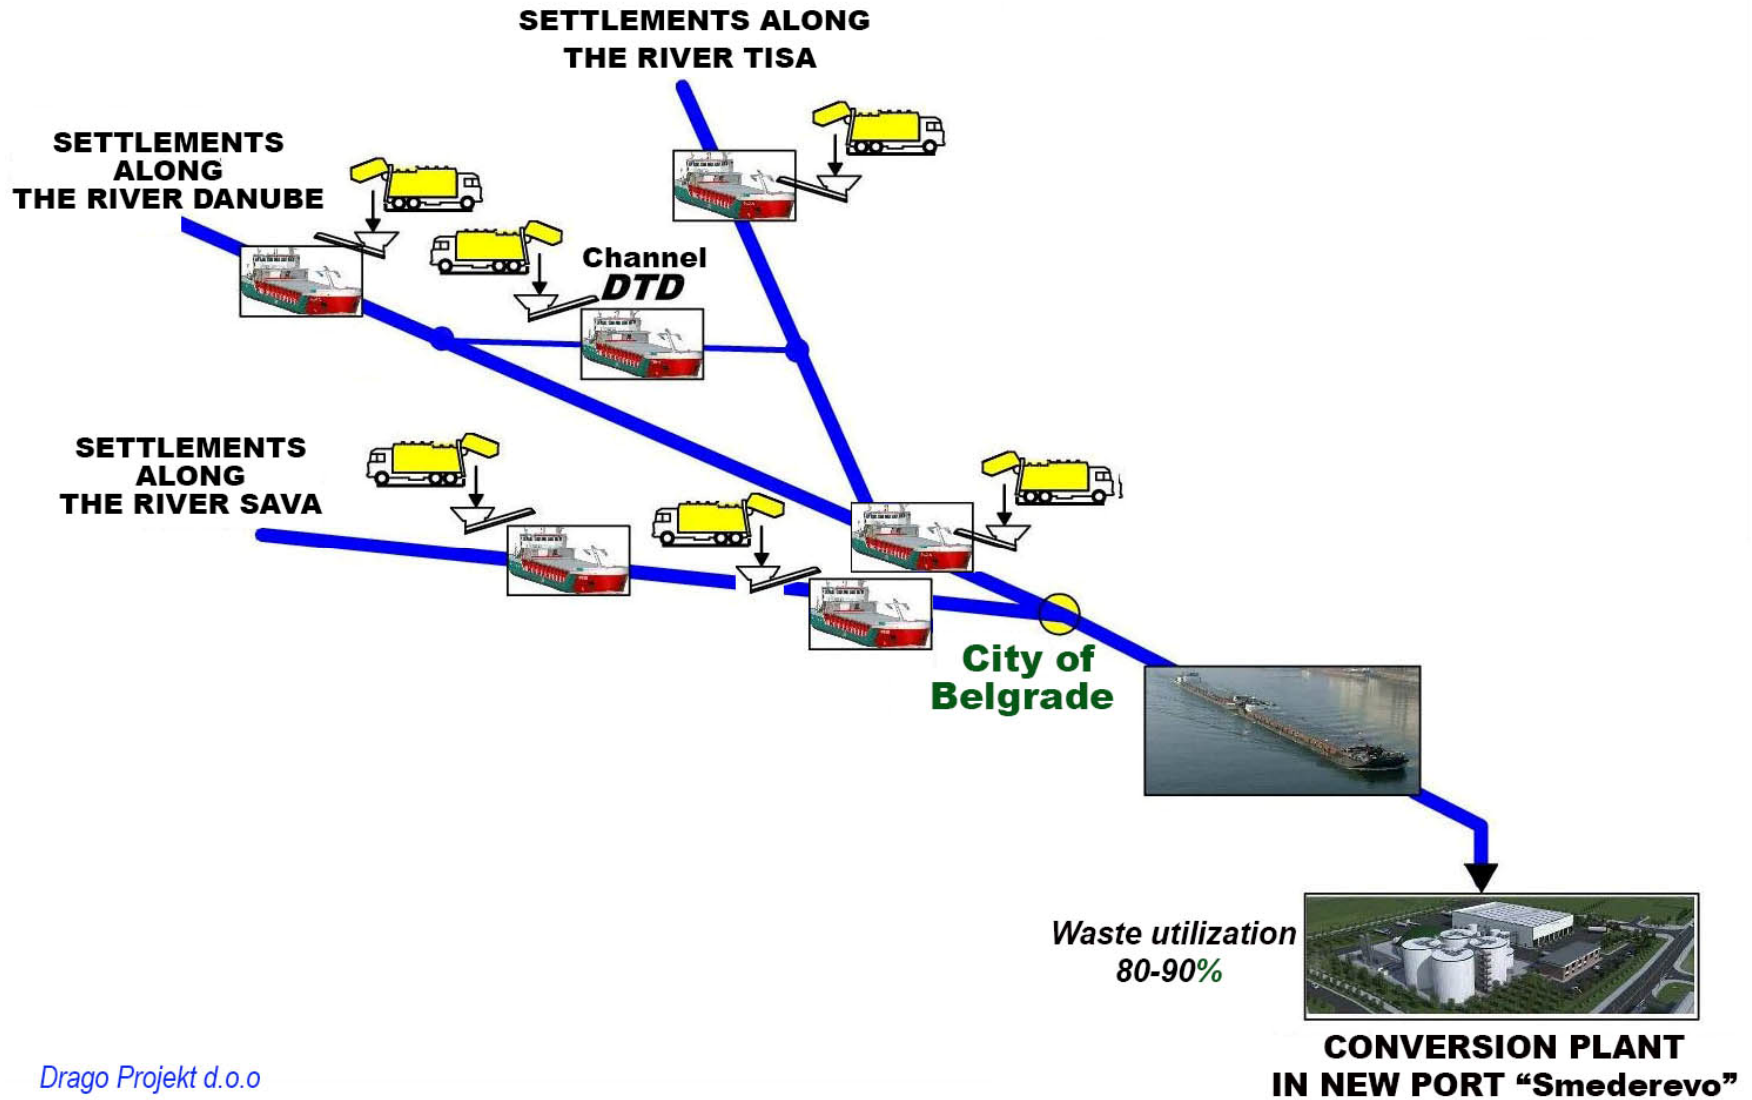 SETTLEMENTS ALONG
THE RIVER TISA
SETTLEMENTS
ALONG
THE RIVER DANUBE
Channel
DTD
SETTLEMENTS
ALONG
THE RIVER SAVA
City of
Belgrade
Waste utilization
80-90%
CONVERSION PLANT
IN NEW PORT “Smederevo”
Drago Projekt d.o.o